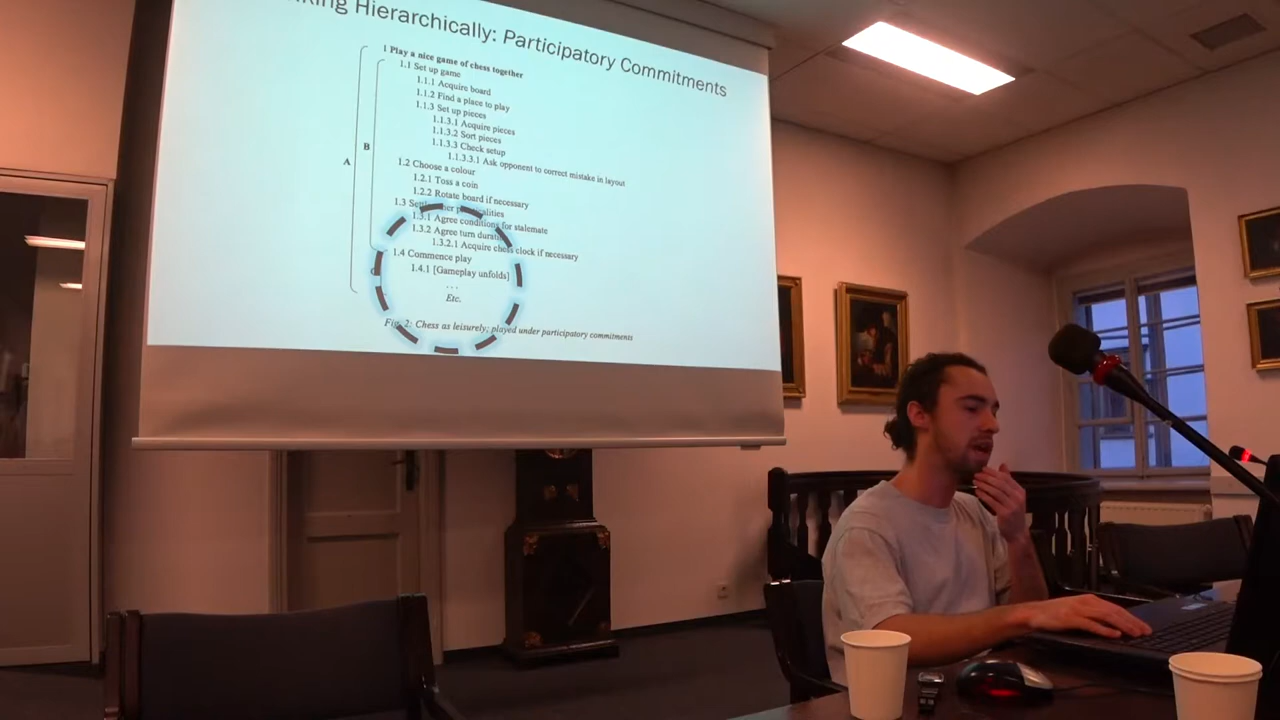 Hierarchically: Participatory Commitments
1 Play a nice game of chess together
1.1 Set up game
1.1.1 Acquire board
1.1.2 Find a place to play
1.1.3 Set up pieces
1.1.3.1 Acquire pieces
1.1.3.2 Sort pieces
1.1.3.3 Check setup
1.1.3.3.1 Ask opponent to correct mistake in layout
1.2 Choose a colour
1.2.1 Toss a coin
1.2.2 Rotate board if necessary
1.3
1.3.1 Agree conditions for stalemate
1.3.2 Agree turn duration
1.3.2.1 Acquire chess clock if necessary
1.4 Commence play
1.4.1 [Gameplay unfolds]
...
Etc.
A
B
Fig. 2: Chess as leisurely; played under participatory commitments